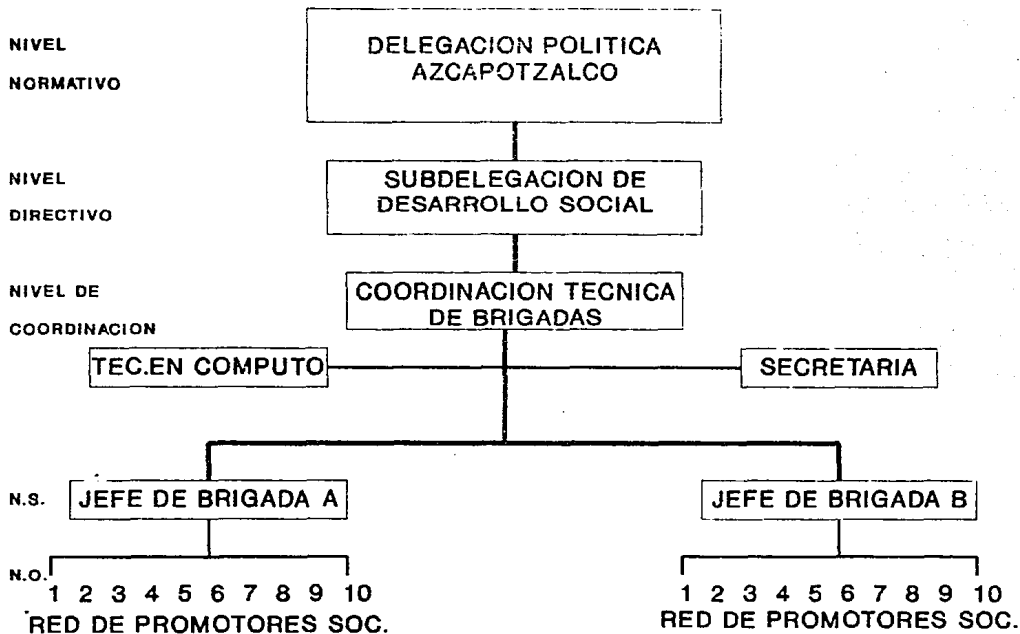 NIVEL
NORMATIVO
DELEGACION POLITICA
AZCAPOTZALCO
NIVEL
DIRECTIVO
SUBDELEGACION DE
DESARROLLO SOCIAL
NIVEL DE
COORDINACION
COORDINACION TECNICA
DE BRIGADAS
TEC.EN COMPUTO
SECRETARIA
N.S.
JEFE DE BRIGADA A
JEFE DE BRIGADA B
N.O.
1 2 3 4 5 6 7 8 9 10
RED DE PROMOTORES SOC.
1 2 3 4 5 6 7 8 9 10
RED DE PROMOTORES SOC.